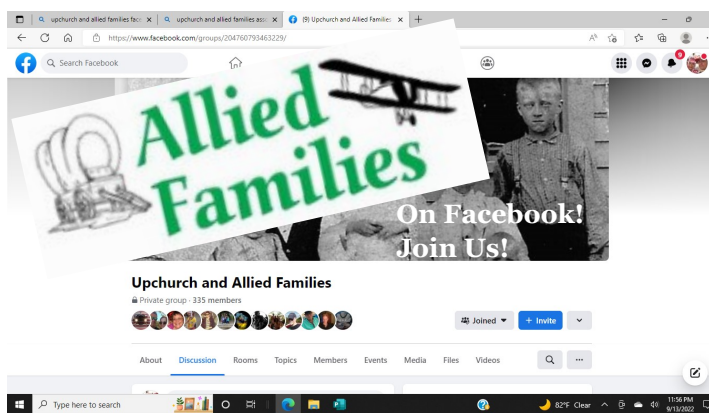 upchurch and allied families face
upchurch and allied families asso
(9) Upchurch and Allied Families
https://www.facebook.com/groups/204760793463229/
Search Facebook
9
Allied
Families
On Facebook!
Join Us!
Upchurch and Allied Families
Private group · 335 members
Joined
+ Invite
About Discussion Rooms Topics Members Events Media Files Videos
Type here to search
82°F Clear
11:56 PM
9/13/2022